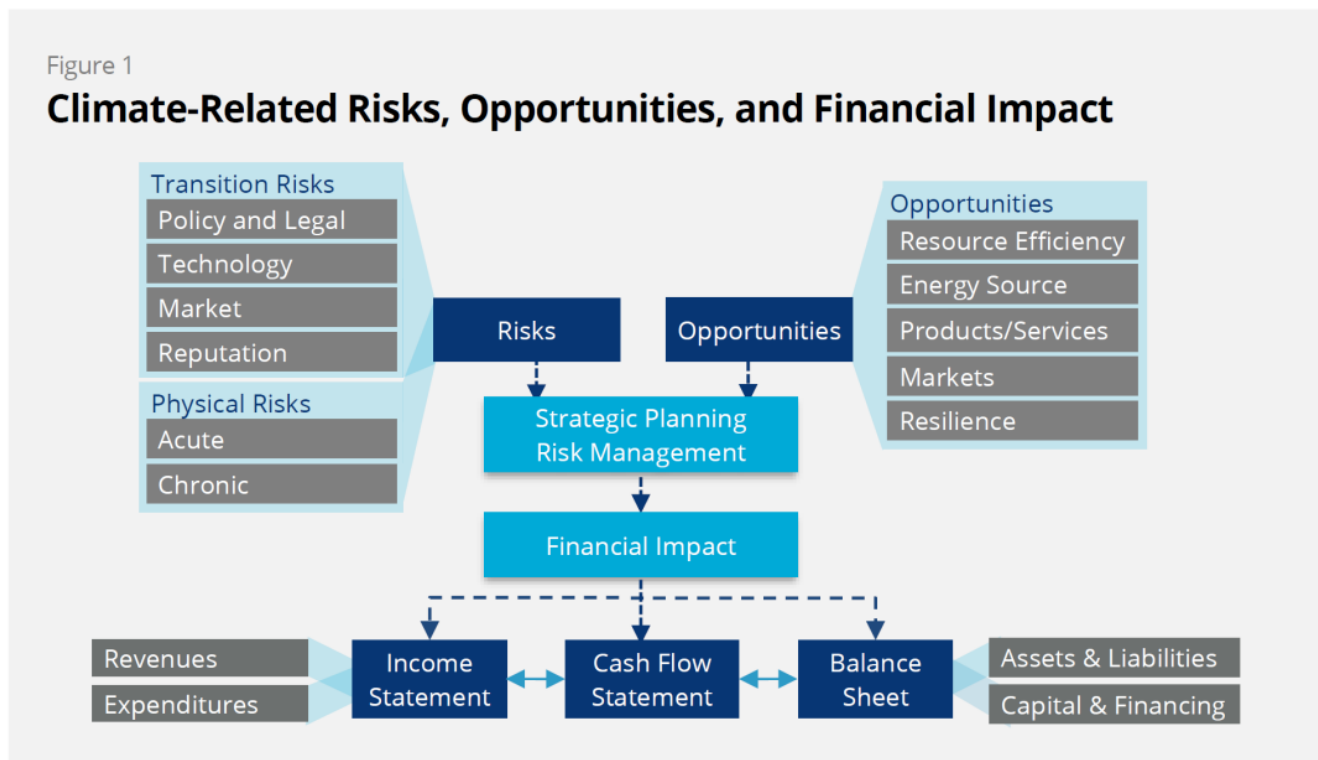 Figure 1
Climate-Related Risks, Opportunities, and Financial Impact
Transition Risks
Policy and Legal
Technology
Market
Reputation
Physical Risks
Acute
Chronic
Risks
Opportunities
Opportunities
Resource Efficiency
Energy Source
Products/Services
Markets
Resilience
Strategic Planning
Risk Management
Financial Impact
Revenues
Expenditures
Income
Statement
Cash Flow
Statement
Balance
Sheet
Assets & Liabilities
Capital & Financing